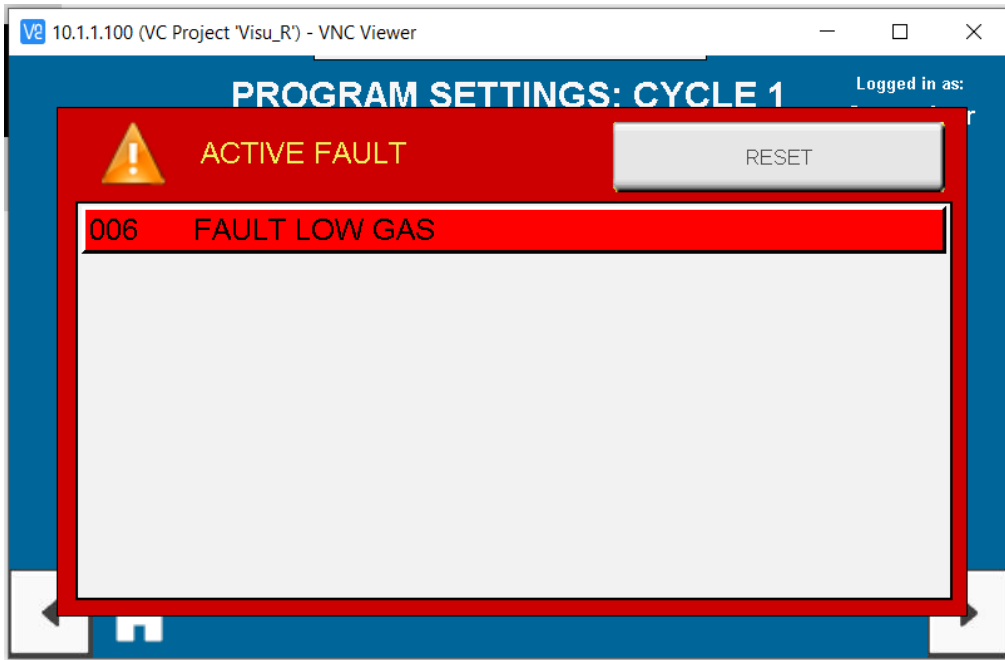 V2 10.1.1.100 (VC Project 'Visu_R') - VNC Viewer
PROGRAM SETTINGS: CYCLE 1
Logged in as:
ACTIVE FAULT
RESET
006 FAULT LOW GAS